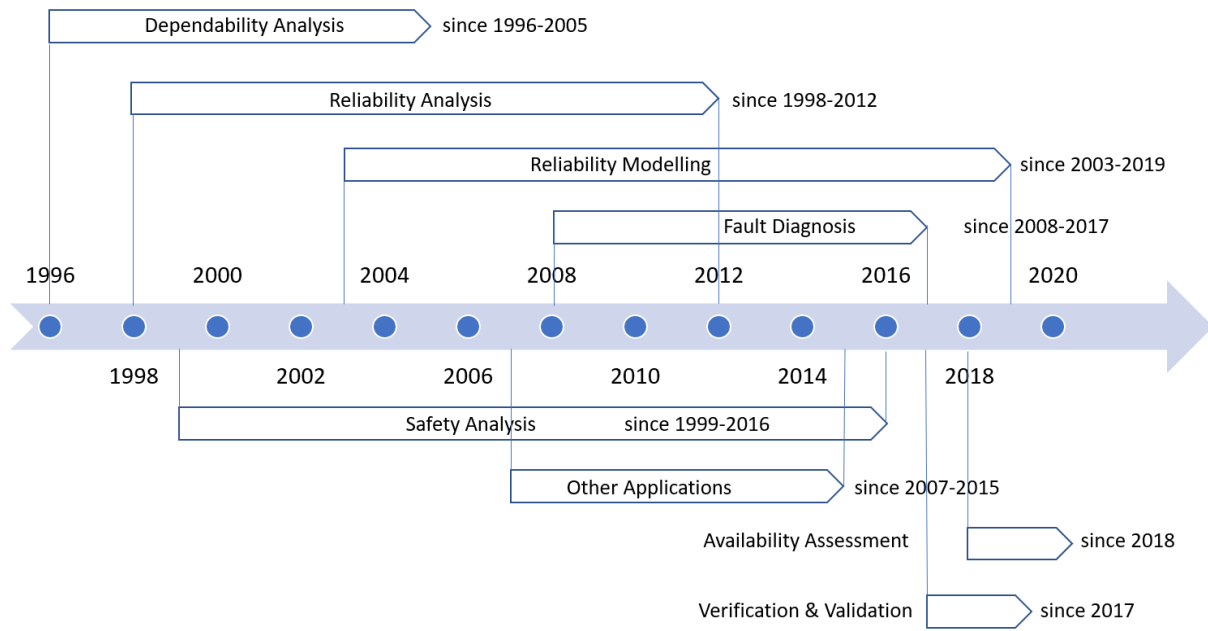 Dependability Analysis since 1996-2005
Reliability Analysis since 1998-2012
Reliability Modelling since 2003-2019
Fault Diagnosis since 2008-2017
1996 2000 2004 2008 2012 2016 2020
1998 2002 2006 2010 2014 2018
Safety Analysis since 1999-2016
Other Applications since 2007-2015
Availability Assessment since 2018
Verification & Validation since 2017